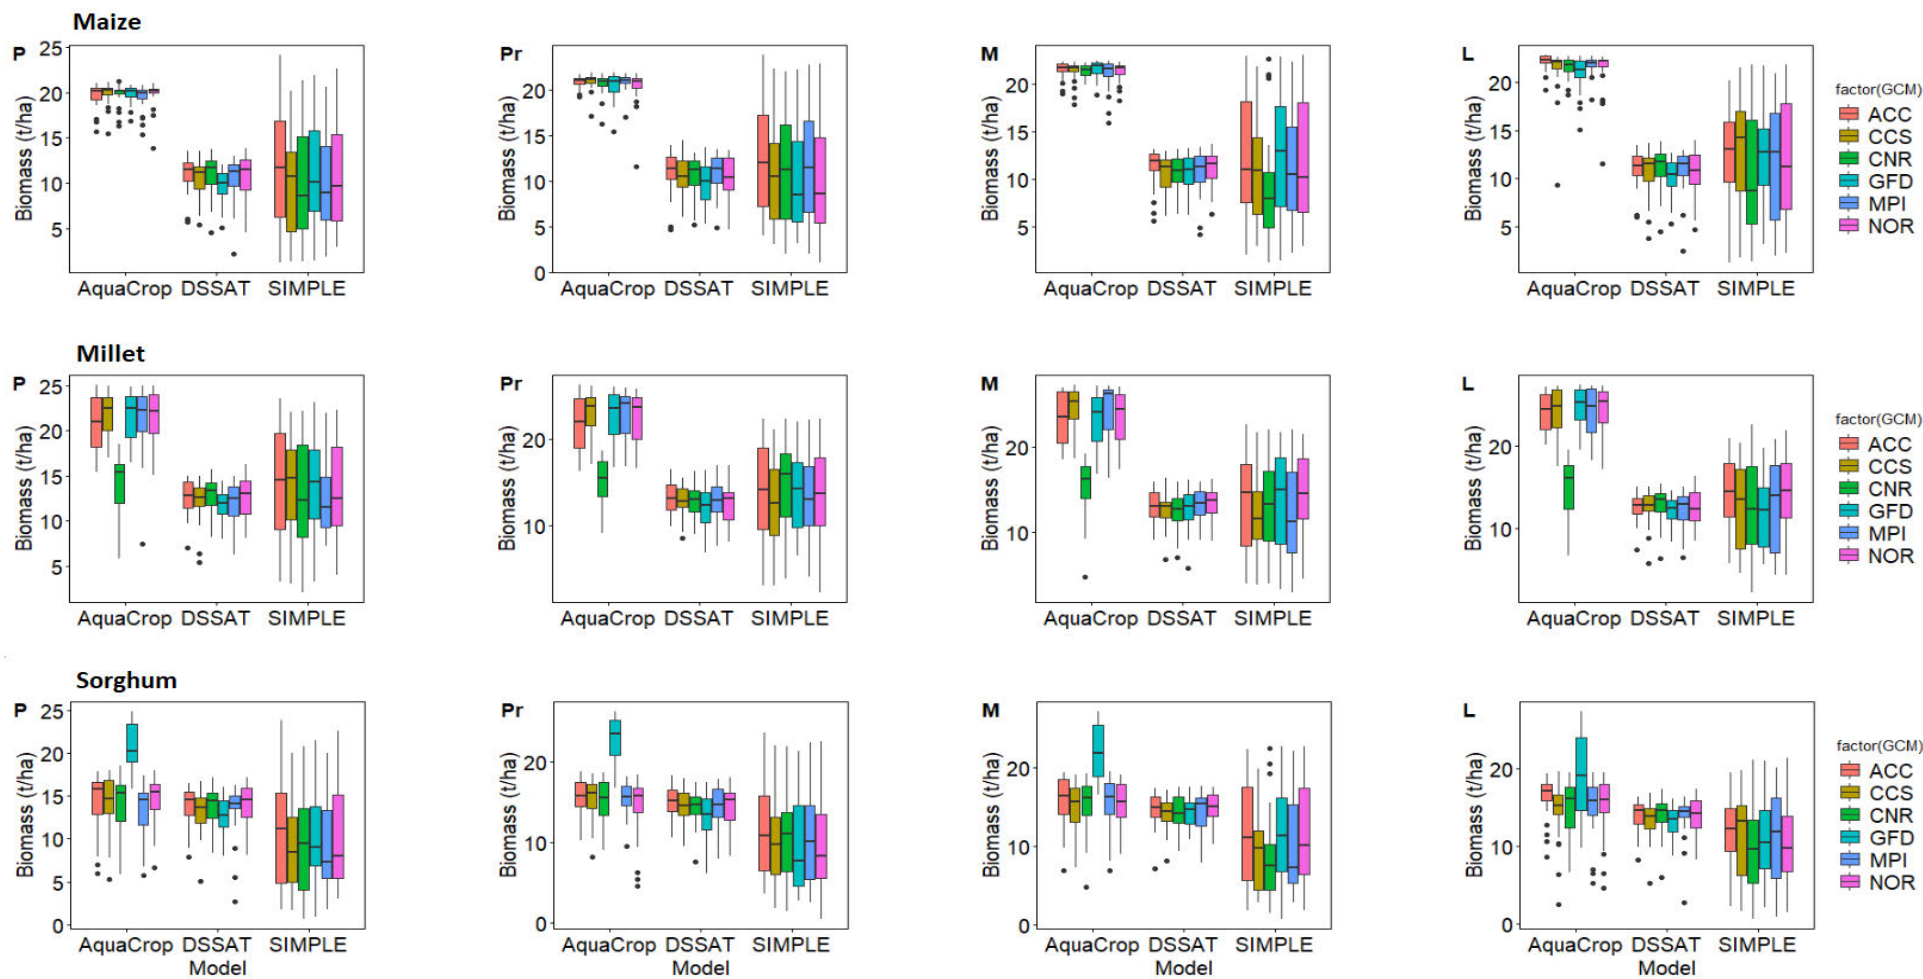 Maize
P
25
20
15
10
5
Biomass (t/ha)
AquaCrop DSSAT SIMPLE
Pr
20
15
10
5
0
Biomass (t/ha)
AquaCrop DSSAT SIMPLE
M
20
15
10
5
Biomass (t/ha)
AquaCrop DSSAT SIMPLE
L
20
15
10
5
Biomass (t/ha)
AquaCrop DSSAT SIMPLE
factor(GCM)
ACC
CCS
CNR
GFD
MPI
NOR
Millet
P
25
20
15
10
5
Biomass (t/ha)
AquaCrop DSSAT SIMPLE
Pr
20
10
Biomass (t/ha)
AquaCrop DSSAT SIMPLE
M
20
10
Biomass (t/ha)
AquaCrop DSSAT SIMPLE
L
20
10
Biomass (t/ha)
AquaCrop DSSAT SIMPLE
factor(GCM)
ACC
CCS
CNR
GFD
MPI
NOR
Sorghum
P
25
20
15
10
5
0
Biomass (t/ha)
AquaCrop DSSAT SIMPLE
Model
Pr
20
10
0
Biomass (t/ha)
AquaCrop DSSAT SIMPLE
Model
M
20
10
0
Biomass (t/ha)
AquaCrop DSSAT SIMPLE
Model
L
20
10
0
Biomass (t/ha)
AquaCrop DSSAT SIMPLE
Model
factor(GCM)
ACC
CCS
CNR
GFD
MPI
NOR